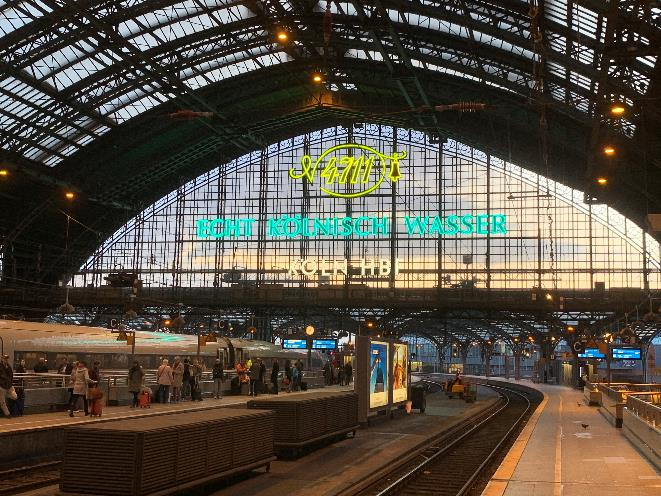 4711
ECHT KÖLNISCH WASSER
KÖLN HBF